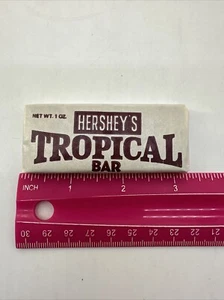 NET WT. 1 OZ.
HERSHEY'S
TROPICAL
BAR
INCH 1 2 3
30 29 28 27 26 25 24 23 22 21